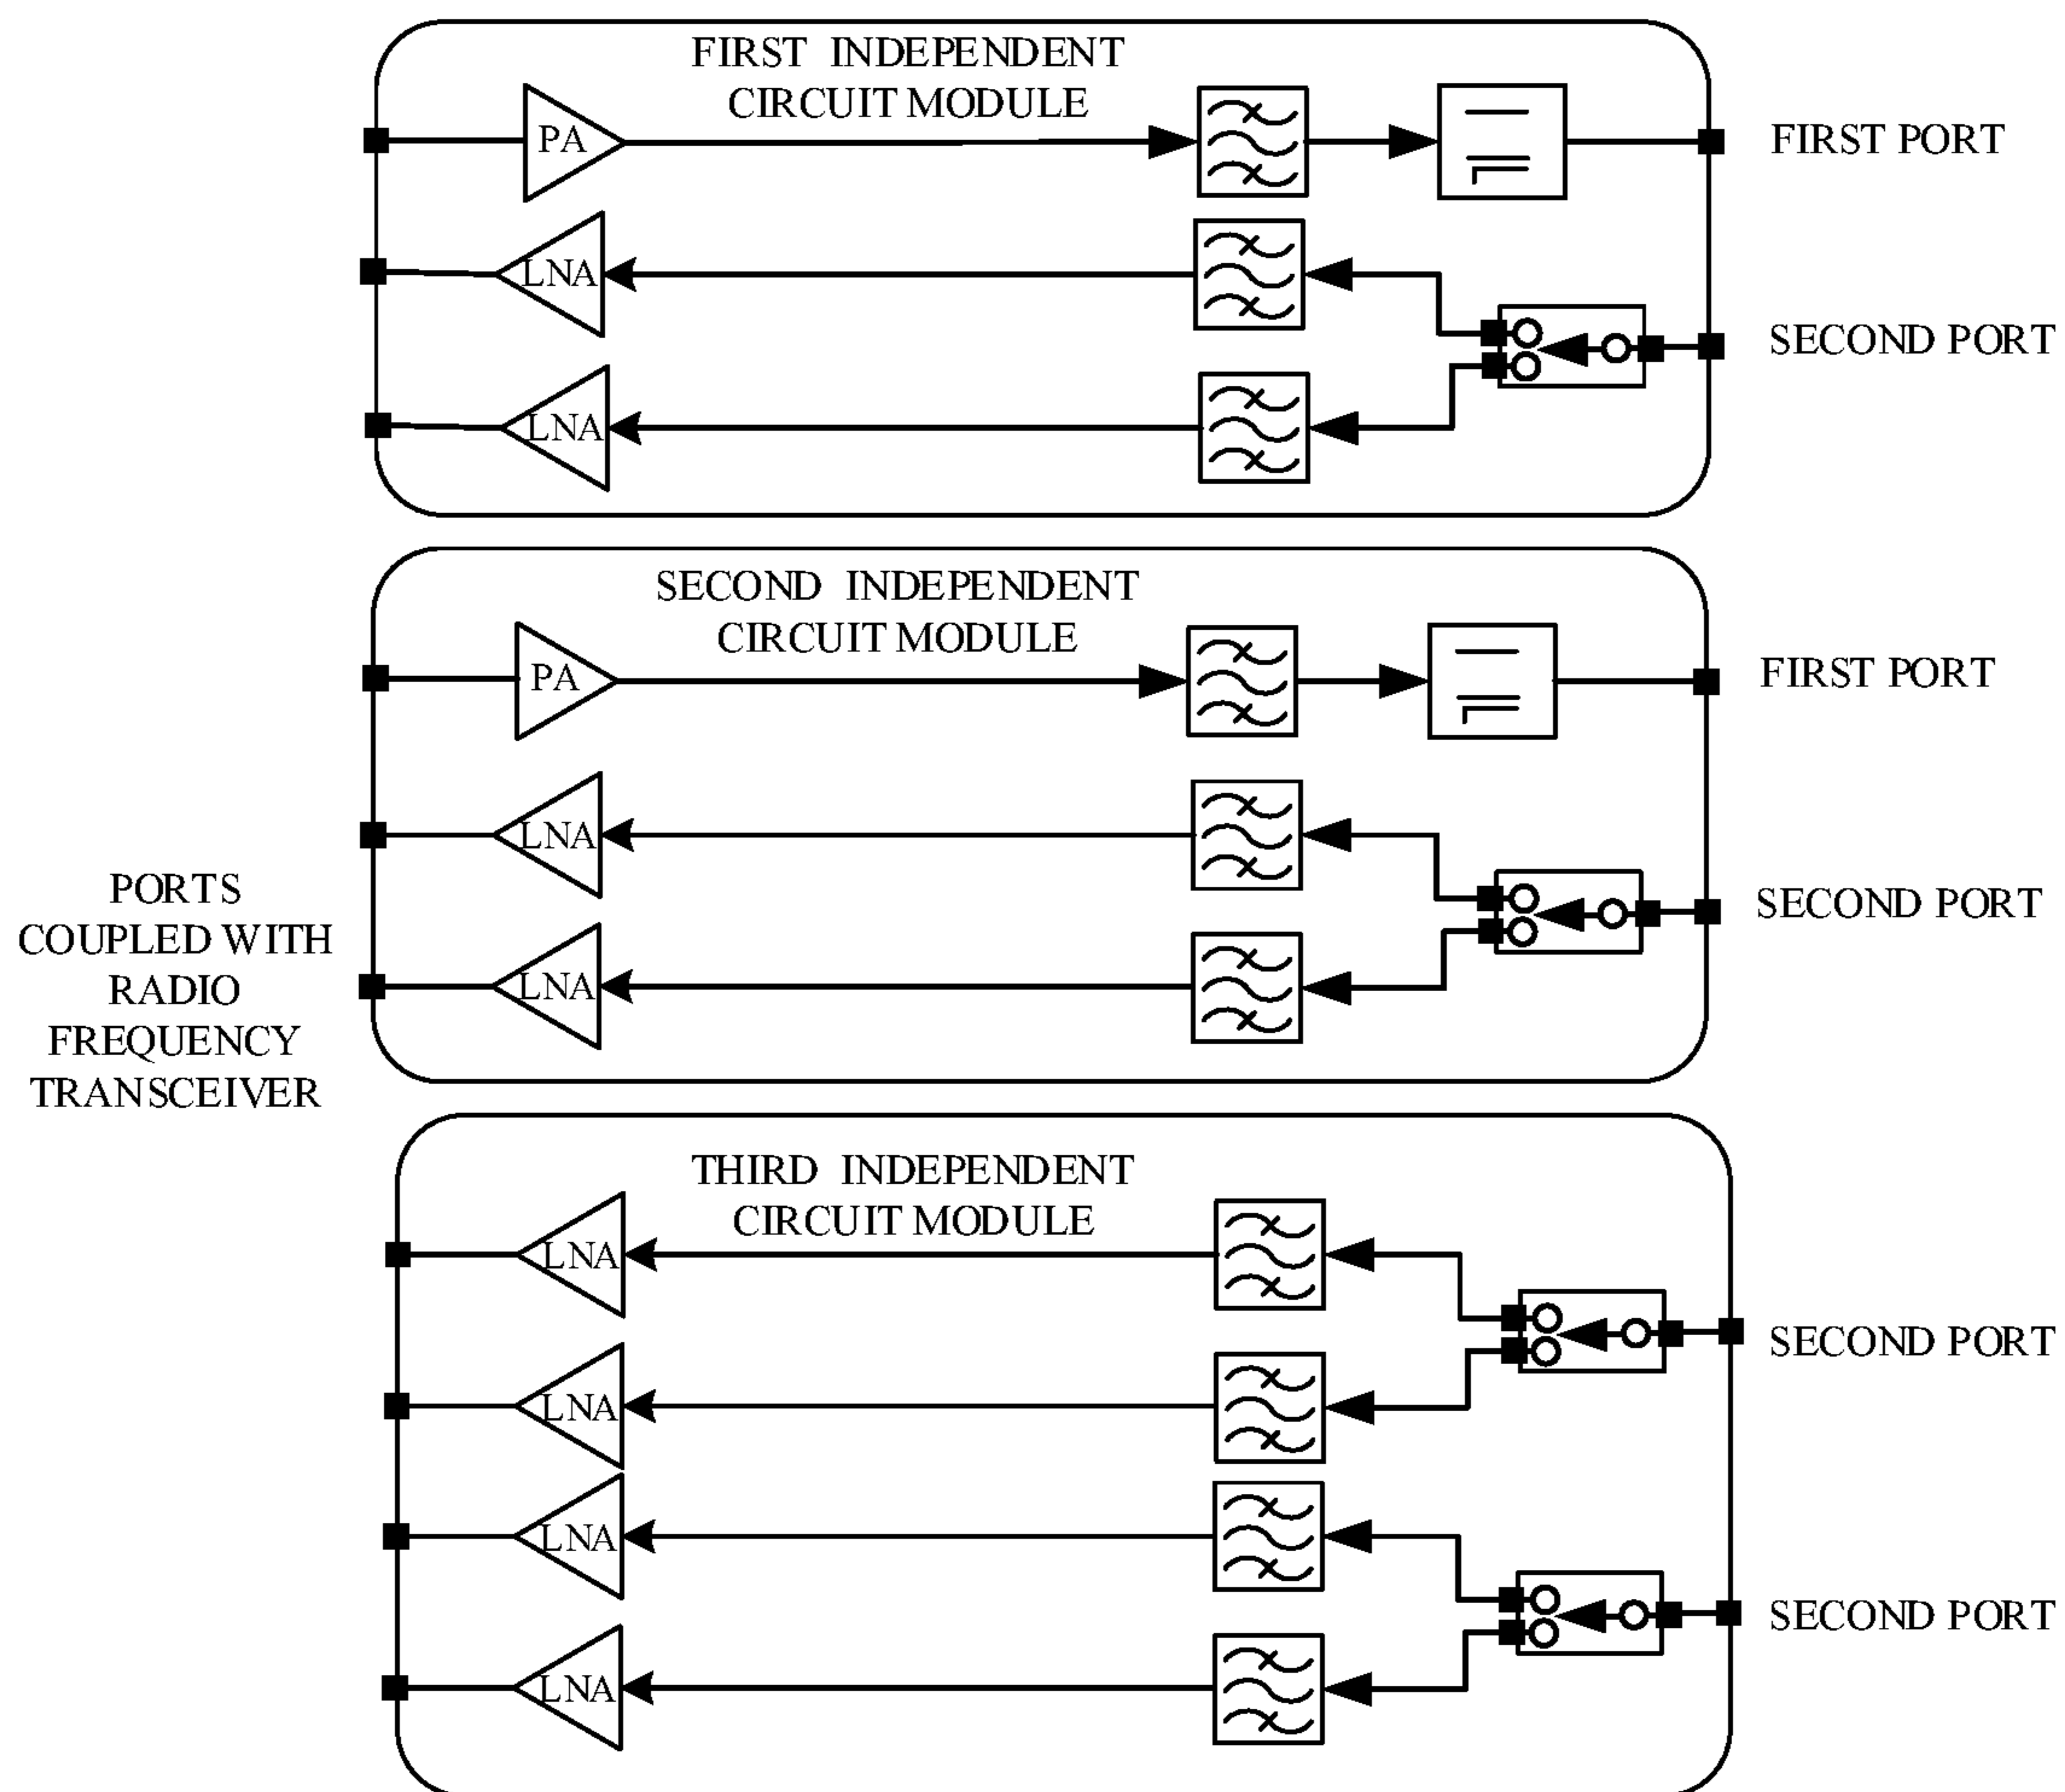 FIRST INDEPENDENT
CIRCUIT MODULE
PA
FIRST PORT
LNA
SECOND PORT
LNA
SECOND INDEPENDENT
CIRCUIT MODULE
PA
FIRST PORT
LNA
SECOND PORT
LNA
PORTS
COUPLED WITH
RADIO
FREQUENCY
TRANSCEIVER
THIRD INDEPENDENT
CIRCUIT MODULE
LNA
SECOND PORT
LNA
LNA
SECOND PORT
LNA